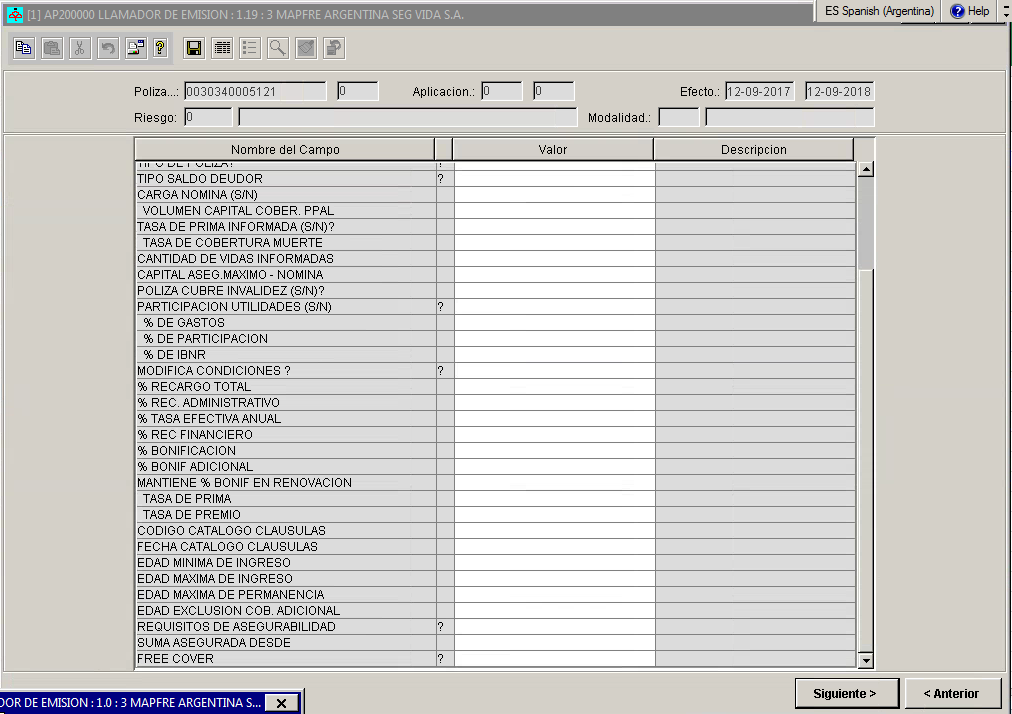 [1] AP200000 LLAMADOR DE EMISION : 1.19 : 3 MAPFRE ARGENTINA SEG VIDA S.A.
ES Spanish (Argentina) ? Help
Poliza...: 0030340005121 0 Aplicacion.: 0 0 Efecto.: 12-09-2017 12-09-2018
Riesgo: 0 Modalidad.:
Nombre del Campo Valor Descripcion
TIPO DE POLIZA? ?
TIPO SALDO DEUDOR ?
CARGA NOMINA (S/N)
VOLUMEN CAPITAL COBER. PPAL
TASA DE PRIMA INFORMADA (S/N)?
TASA DE COBERTURA MUERTE
CANTIDAD DE VIDAS INFORMADAS
CAPITAL ASEG.MAXIMO - NOMINA
POLIZA CUBRE INVALIDEZ (S/N)?
PARTICIPACION UTILIDADES (S/N) ?
% DE GASTOS
% DE PARTICIPACION
% DE IBNR
MODIFICA CONDICIONES ? ?
% RECARGO TOTAL
% REC. ADMINISTRATIVO
% TASA EFECTIVA ANUAL
% REC FINANCIERO
% BONIFICACION
% BONIF ADICIONAL
MANTIENE % BONIF EN RENOVACION
TASA DE PRIMA
TASA DE PREMIO
CODIGO CATALOGO CLAUSULAS
FECHA CATALOGO CLAUSULAS
EDAD MINIMA DE INGRESO
EDAD MAXIMA DE INGRESO
EDAD MAXIMA DE PERMANENCIA
EDAD EXCLUSION COB. ADICIONAL
REQUISITOS DE ASEGURABILIDAD ?
SUMA ASEGURADA DESDE
FREE COVER ?
Siguiente > < Anterior
DOR DE EMISION : 1.0 : 3 MAPFRE ARGENTINA S...